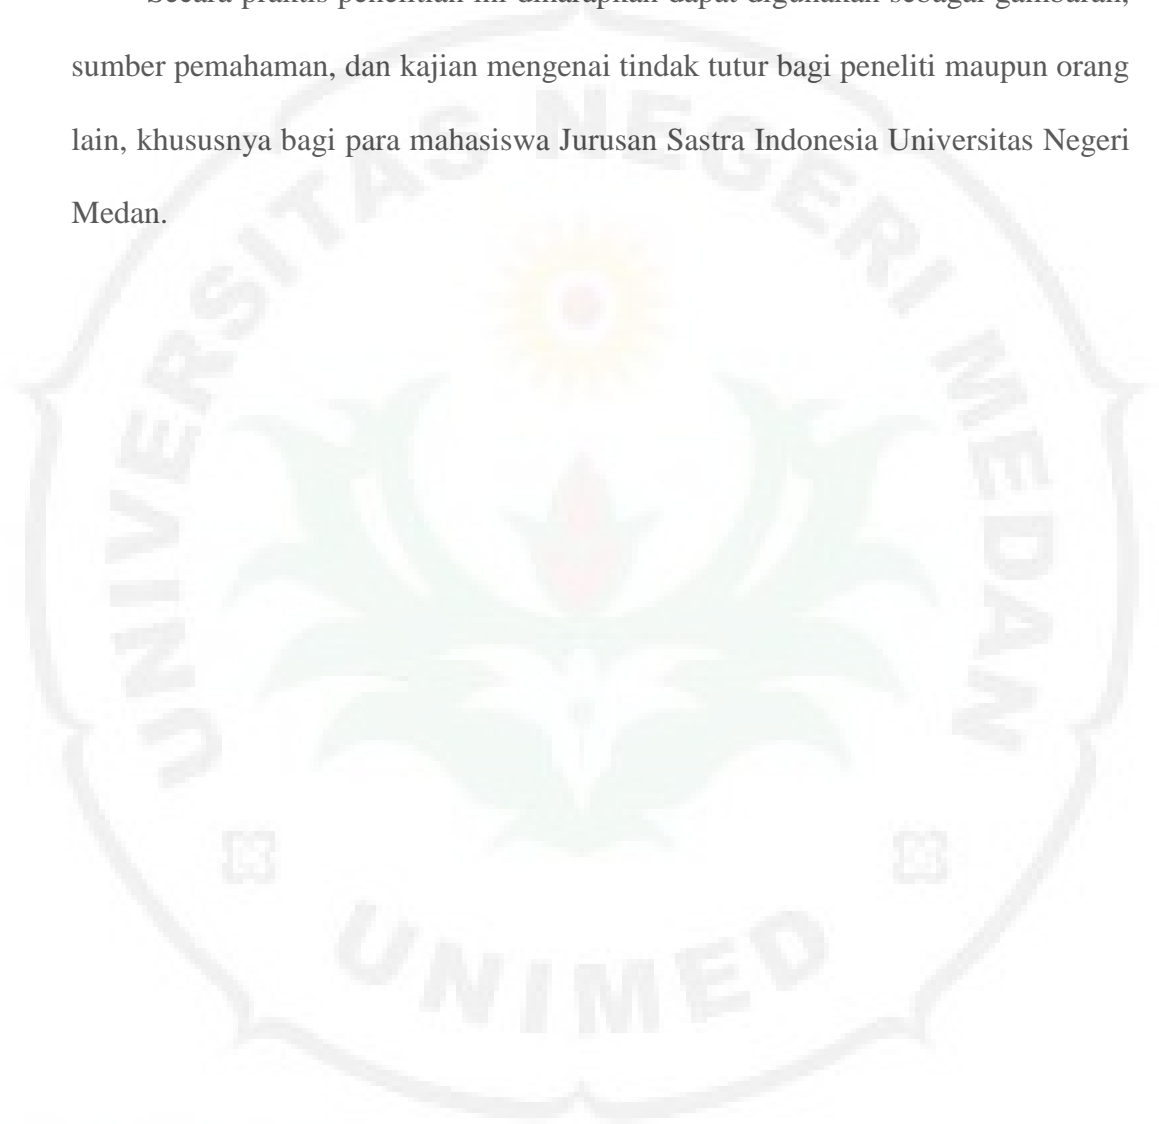 Secara praktis penelitian ini diharapkan dapat digunakan sebagai gambaran,
sumber pemahaman, dan kajian mengenai tindak tutur bagi peneliti maupun orang
lain, khususnya bagi para mahasiswa Jurusan Sastra Indonesia Universitas Negeri
Medan.
UNIVERSITAS NEGERI MEDAN
UNIMED